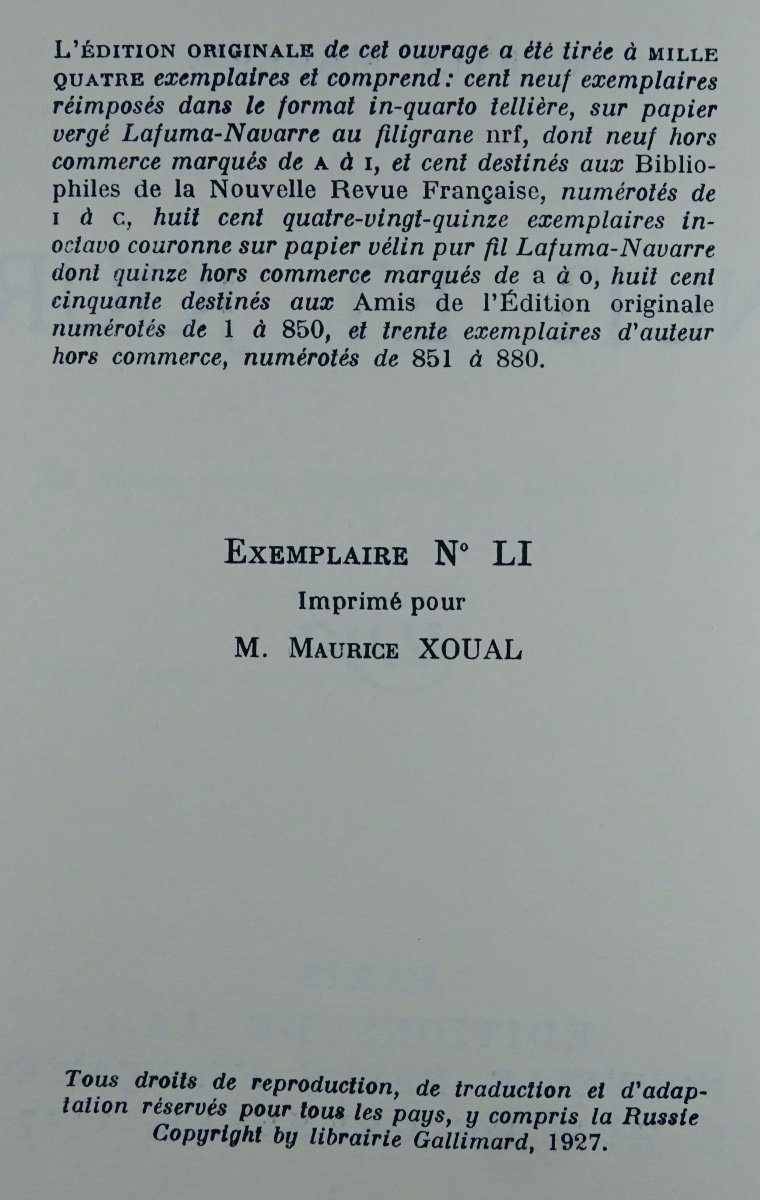 L'ÉDITION ORIGINALE de cet ouvrage a été tirée à MILLE
QUATRE exemplaires et comprend : cent neuf exemplaires
réimposés dans le format in-quarto tellière, sur papier
vergé Lafuma-Navarre au filigrane nrf, dont neuf hors
commerce marqués de A à I, et cent destinés aux Biblio-
philes de la Nouvelle Revue Française, numérotés de
I à C, huit cent quatre-vingt-quinze exemplaires in-
octavo couronne sur papier vélin pur fil Lafuma-Navarre
dont quinze hors commerce marqués de a à o, huit cent
cinquante destinés aux Amis de l'Édition originale
numérotés de 1 à 850, et trente exemplaires d'auteur
hors commerce, numérotés de 851 à 880.
EXEMPLAIRE N° LI
Imprimé pour
M. MAURICE XOUAL
Tous droits de reproduction, de traduction et d'adap-
tation réservés pour tous les pays, y compris la Russie
Copyright by librairie Gallimard, 1927.